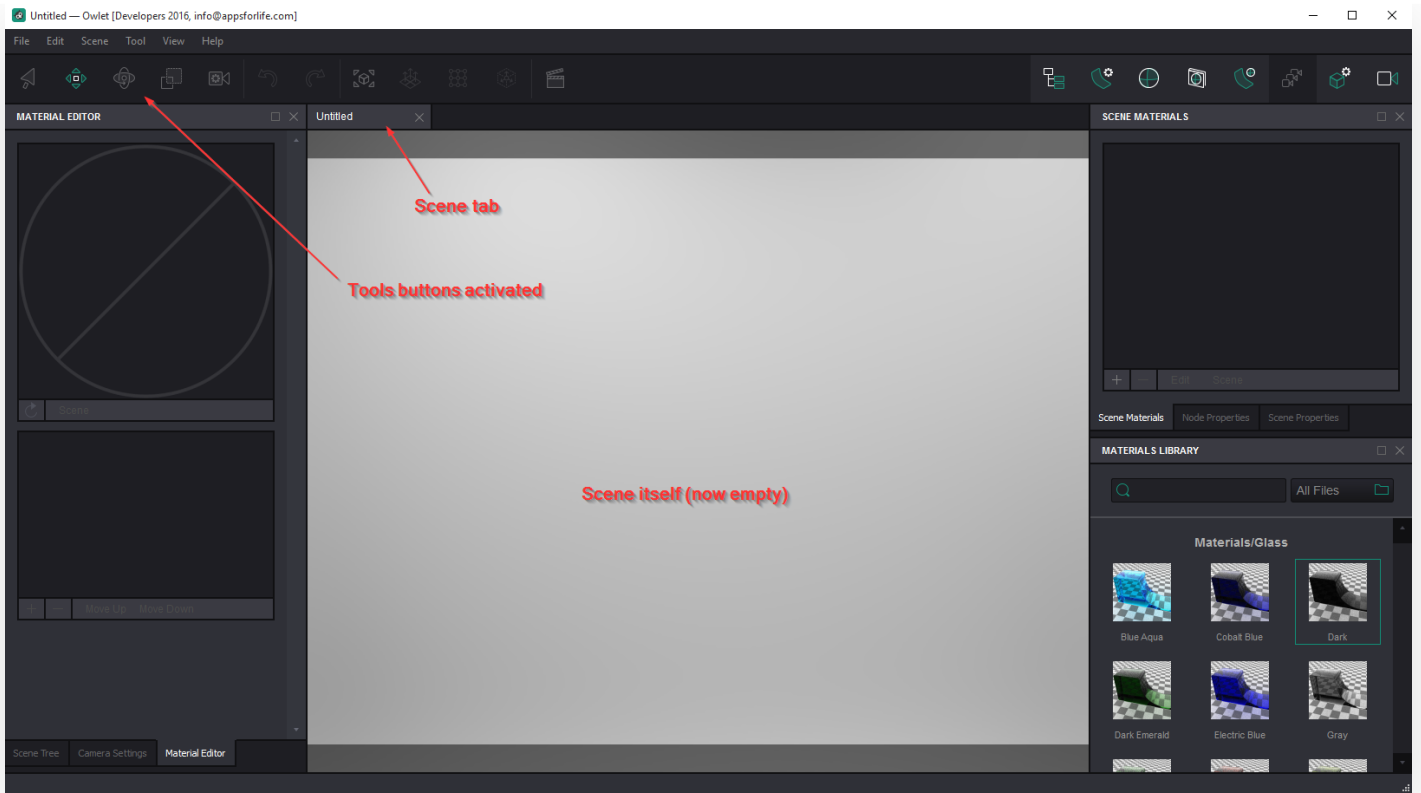 Untitled — Owlet [Developers 2016, info@appsforlife.com]
File Edit Scene Tool View Help
MATERIAL EDITOR
Untitled
SCENE MATERIALS
Scene tab
Tools buttons activated
Edit Scene
Scene
Scene Materials Node Properties Scene Properties
MATERIALS LIBRARY
All Files
Scene itself (now empty)
Materials/Glass
Move Up Move Down
Blue Aqua Cobalt Blue Dark
Dark Emerald Electric Blue Gray
Scene Tree Camera Settings Material Editor